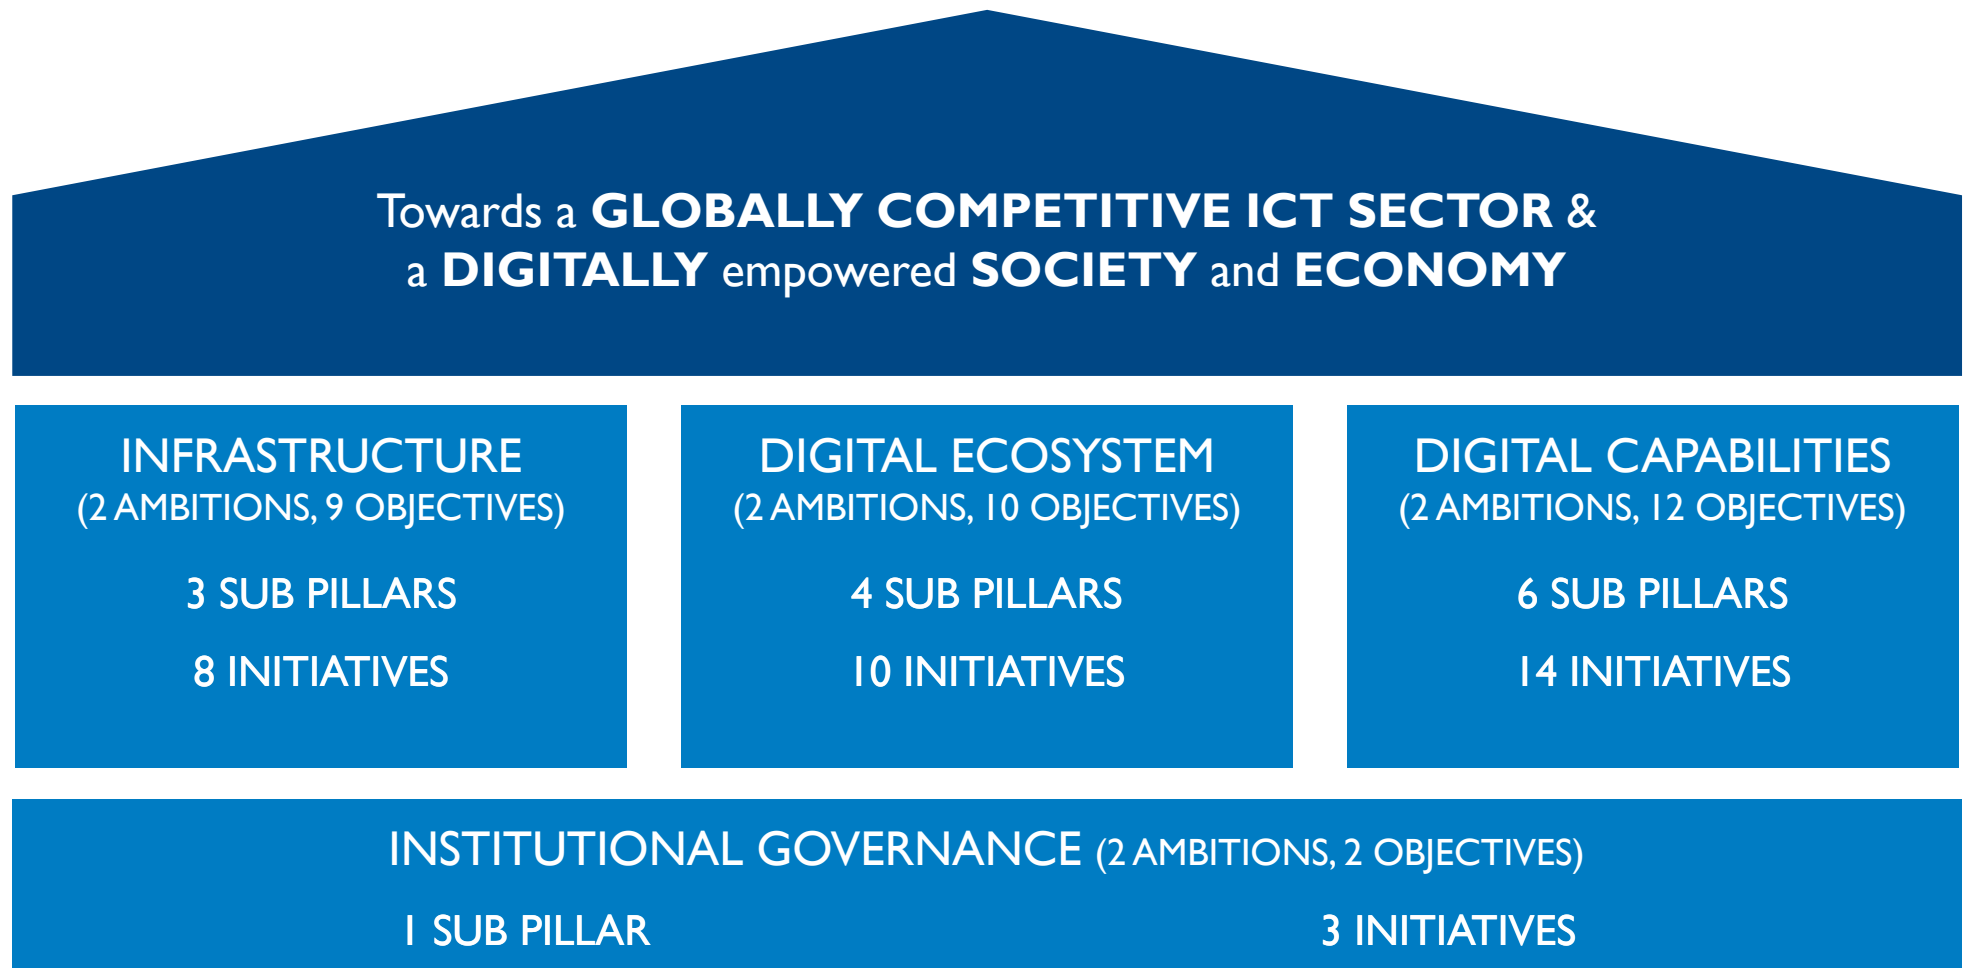 Towards a GLOBALLY COMPETITIVE ICT SECTOR &
a DIGITALLY empowered SOCIETY and ECONOMY
INFRASTRUCTURE
(2 AMBITIONS, 9 OBJECTIVES)
3 SUB PILLARS
8 INITIATIVES
DIGITAL ECOSYSTEM
(2 AMBITIONS, 10 OBJECTIVES)
4 SUB PILLARS
10 INITIATIVES
DIGITAL CAPABILITIES
(2 AMBITIONS, 12 OBJECTIVES)
6 SUB PILLARS
14 INITIATIVES
INSTITUTIONAL GOVERNANCE (2 AMBITIONS, 2 OBJECTIVES)
1 SUB PILLAR
3 INITIATIVES